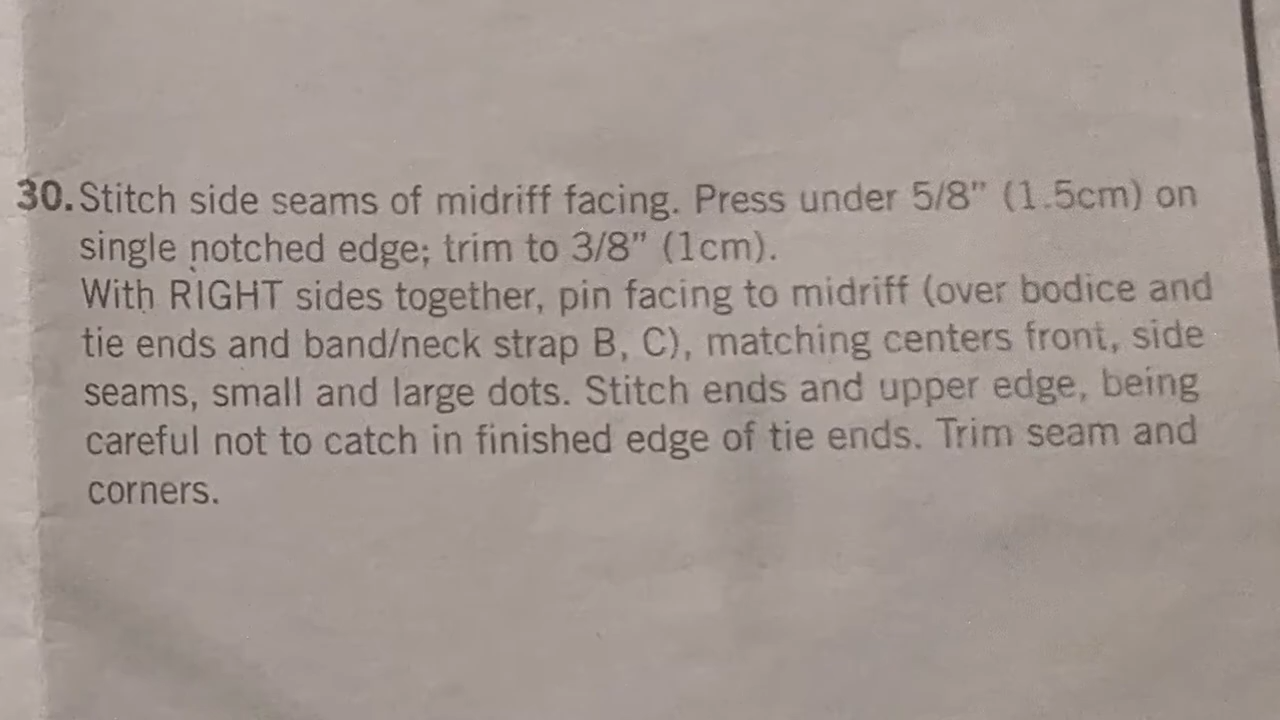 30. Stitch side seams of midriff facing. Press under 5/8" (1.5cm) on
single notched edge; trim to 3/8" (1cm).
With RIGHT sides together, pin facing to midriff (over bodice and
tie ends and band/neck strap B, C), matching centers front, side
seams, small and large dots. Stitch ends and upper edge, being
careful not to catch in finished edge of tie ends. Trim seam and
corners.